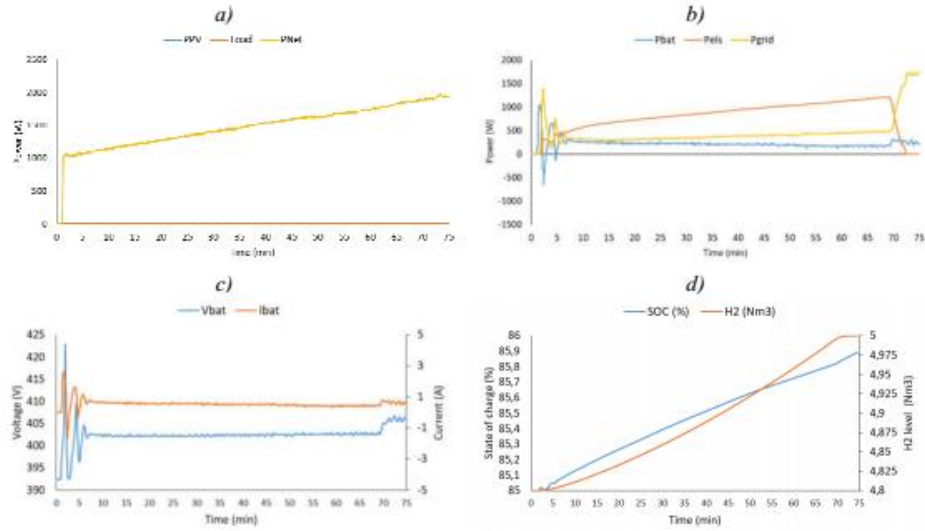 a)
PPV Load PNet
2500
2000
1500
1000
500
0
Power (W)
0 5 10 15 20 25 30 35 40 45 50 55 60 65 70 75
Time (min)
b)
Pbat Pels Pgrid
2000
1500
1000
500
0
-500
-1000
-1500
Power (W)
0 5 10 15 20 25 30 35 40 45 50 55 60 65 70 75
Time (min)
c)
Vbat Ibat
425
420
415
410
405
400
395
390
Voltage (V)
5
3
1
-1
-3
-5
Current (A)
0 5 10 15 20 25 30 35 40 45 50 55 60 65 70 75
Time (min)
d)
SOC (%) H2 (Nm3)
86
85,9
85,8
85,7
85,6
85,5
85,4
85,3
85,2
85,1
85
State of charge (%)
5
4,975
4,95
4,925
4,9
4,875
4,85
4,825
4,8
H2 level (Nm3)
0 5 10 15 20 25 30 35 40 45 50 55 60 65 70 75
Time (min)